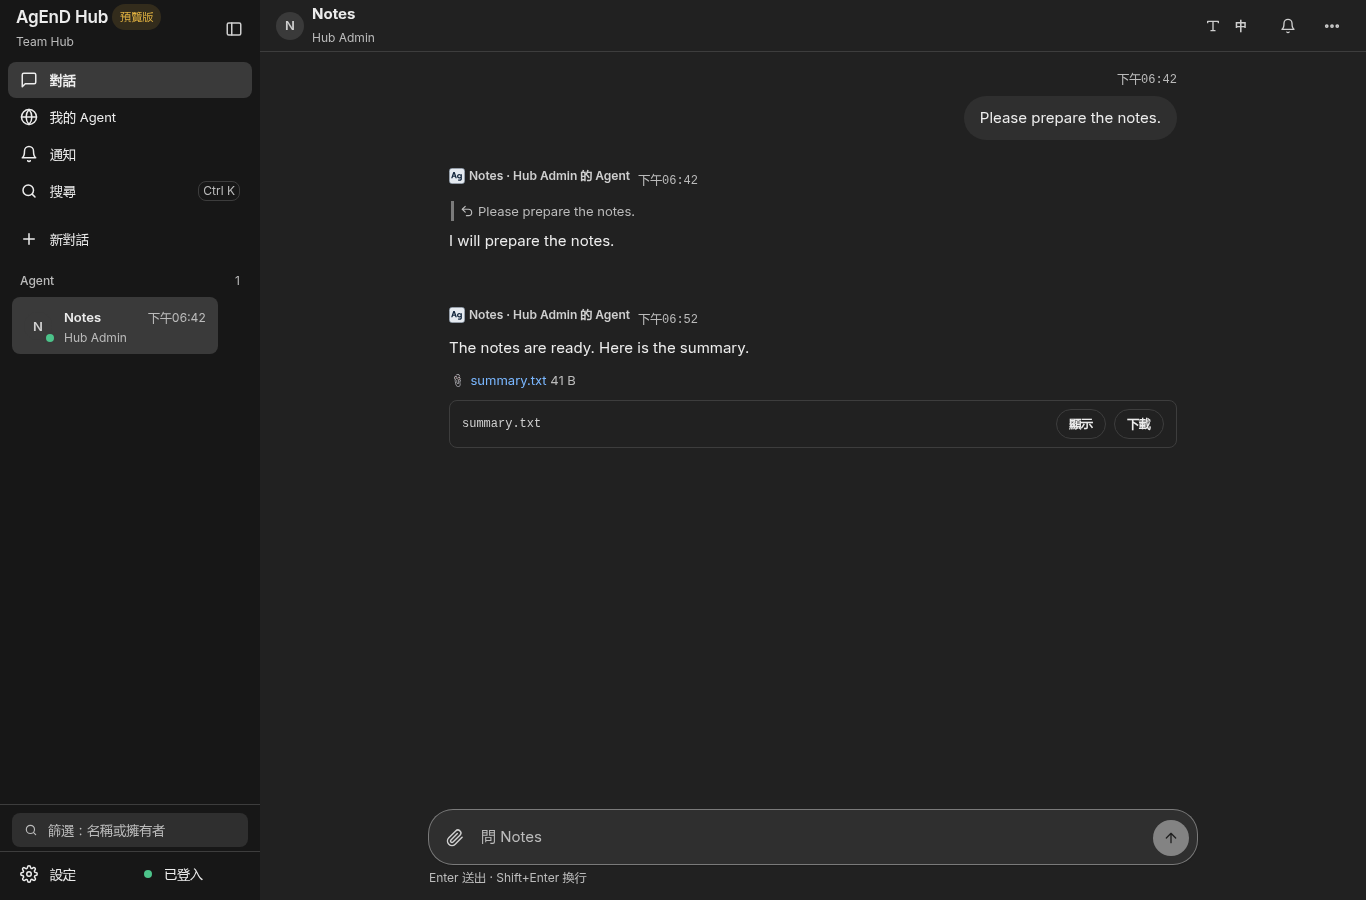 AgEnD Hub 預覽版
Team Hub
對話
我的 Agent
通知
搜尋 Ctrl K
新對話
Agent 1
N Notes 下午06:42
Hub Admin
篩選：名稱或擁有者
設定 已登入
N Notes
Hub Admin
中
下午06:42
Please prepare the notes.
Ag Notes · Hub Admin 的 Agent 下午06:42
Please prepare the notes.
I will prepare the notes.
Ag Notes · Hub Admin 的 Agent 下午06:52
The notes are ready. Here is the summary.
summary.txt 41 B
summary.txt 顯示 下載
問 Notes
Enter 送出 · Shift+Enter 換行